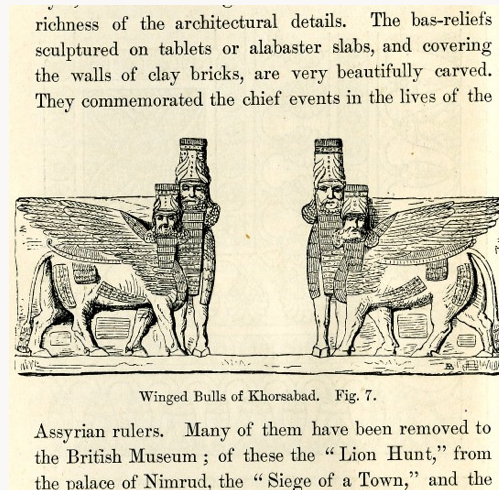 richness of the architectural details. The bas-reliefs
sculptured on tablets or alabaster slabs, and covering
the walls of clay bricks, are very beautifully carved.
They commemorated the chief events in the lives of the
Winged Bulls of Khorsabad. Fig. 7.
Assyrian rulers. Many of them have been removed to
the British Museum ; of these the “ Lion Hunt,” from
the palace of Nimrud, the “ Siege of a Town,” and the